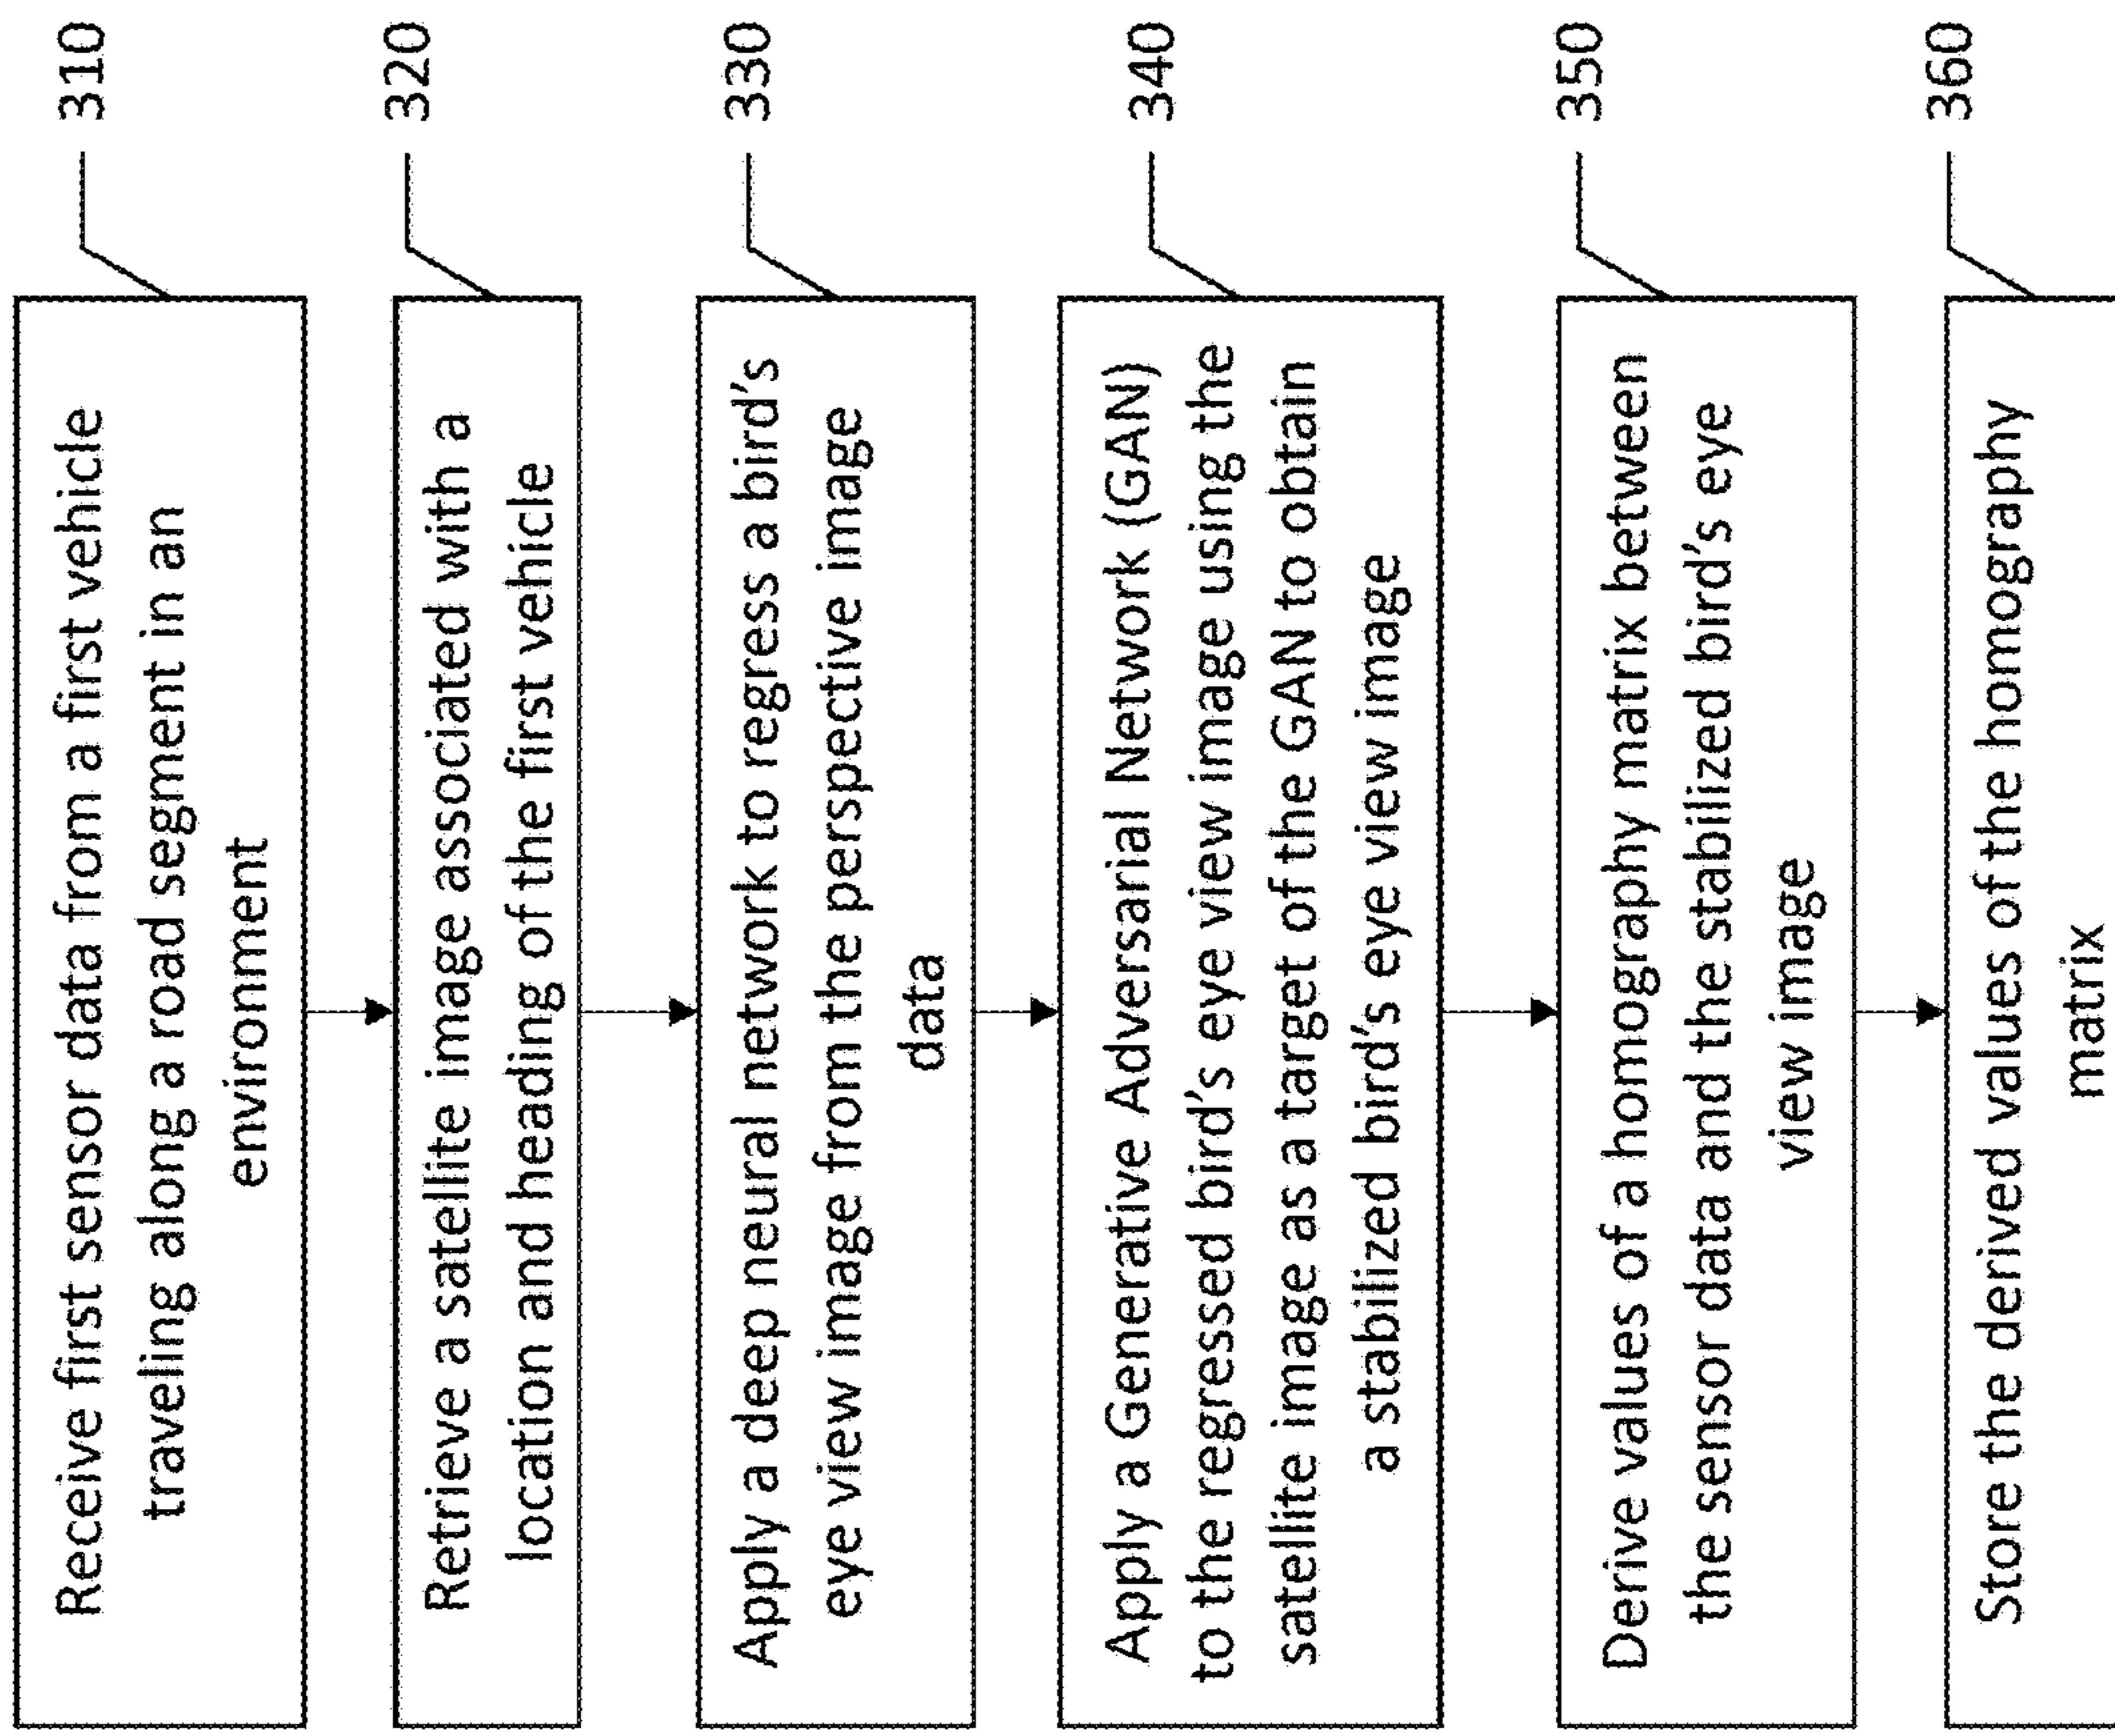 Receive first sensor data from a first vehicle
traveling along a road segment in an
environment
310
Retrieve a satellite image associated with a
location and heading of the first vehicle
320
Apply a deep neural network to regress a bird's
eye view image from the perspective image
data
330
Apply a Generative Adversarial Network (GAN)
to the regressed bird's eye view image using the
satellite image as a target of the GAN to obtain
a stabilized bird's eye view image
340
Derive values of a homography matrix between
the sensor data and the stabilized bird's eye
view image
350
Store the derived values of the homography
matrix
360